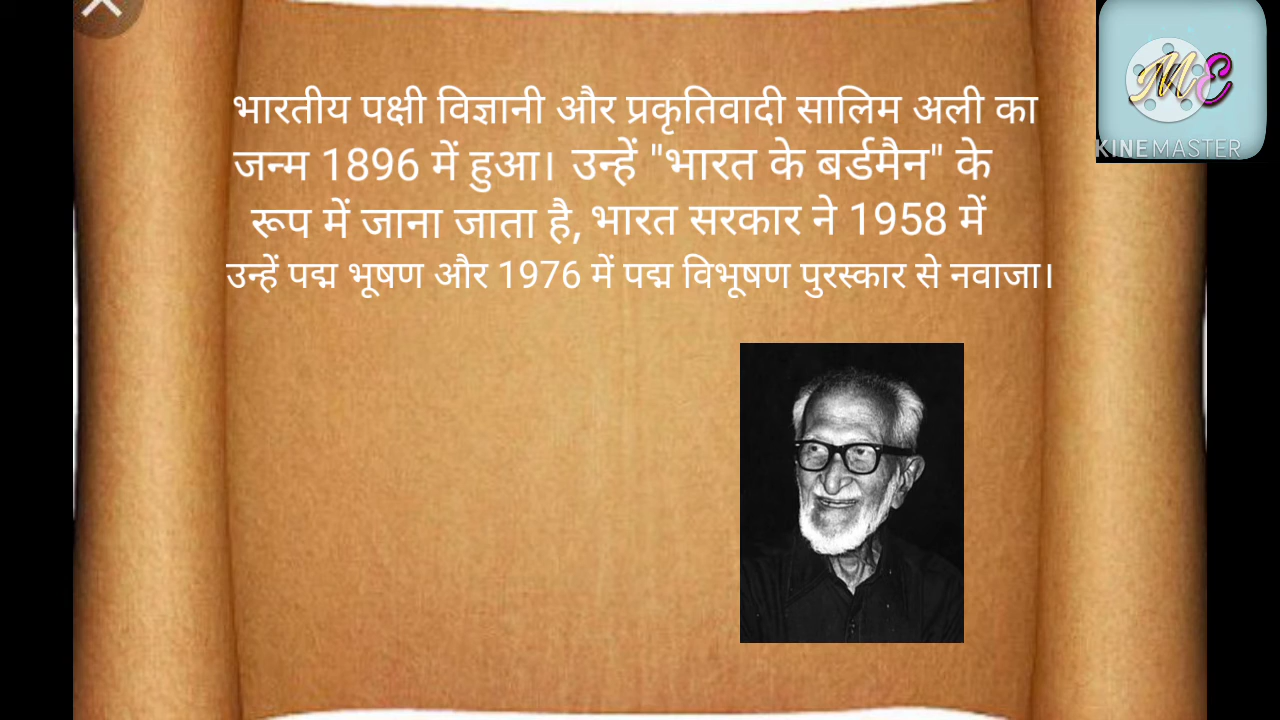 भारतीय पक्षी विज्ञानी और प्रकृतिवादी सालिम अली का
जन्म 1896 में हुआ। उन्हें "भारत के बर्डमैन" के
रूप में जाना जाता है, भारत सरकार ने 1958 में
उन्हें पद्म भूषण और 1976 में पद्म विभूषण पुरस्कार से नवाजा।
ME
KINEMASTER